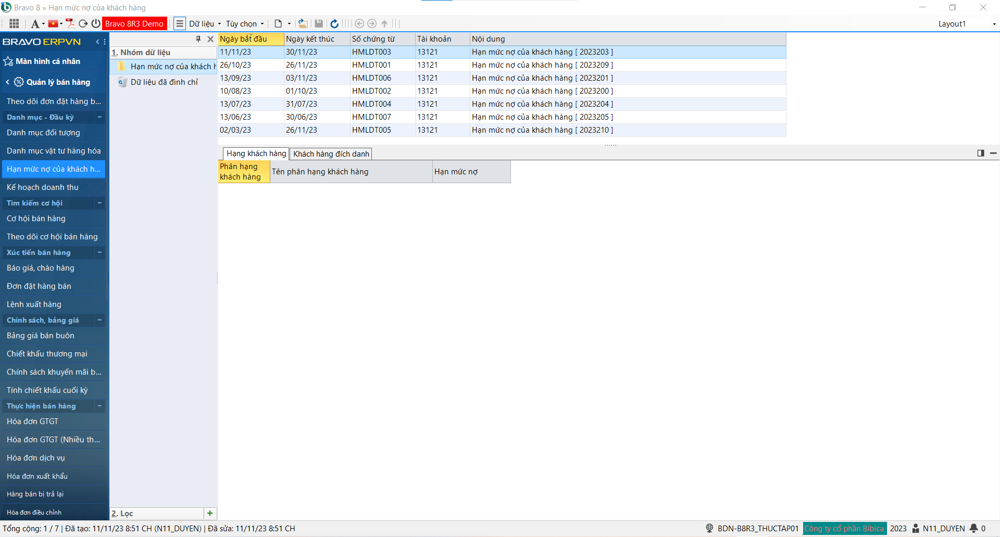 Bravo 8 » Hạn mức nợ của khách hàng
A
Bravo 8R3 Demo
Dữ liệu
Tùy chọn
Layout1
BRAVO ERPVN
Màn hình cá nhân
Quản lý bán hàng
Theo dõi đơn đặt hàng b...
Danh mục - Đầu kỳ
Danh mục đối tượng
Danh mục vật tư hàng hóa
Hạn mức nợ của khách h...
Kế hoạch doanh thu
Tìm kiếm cơ hội
Cơ hội bán hàng
Theo dõi cơ hội bán hàng
Xúc tiến bán hàng
Báo giá, chào hàng
Đơn đặt hàng bán
Lệnh xuất hàng
Chính sách, bảng giá
Bảng giá bán buôn
Chiết khấu thương mại
Chính sách khuyến mãi b...
Tính chiết khấu cuối kỳ
Thực hiện bán hàng
Hóa đơn GTGT
Hóa đơn GTGT (Nhiều th...
Hóa đơn dịch vụ
Hóa đơn xuất khẩu
Hàng bán bị trả lại
Hóa đơn điều chỉnh
1. Nhóm dữ liệu
Hạn mức nợ của khách h
Dữ liệu đã đình chỉ
2. Lọc
Ngày bắt đầu Ngày kết thúc Số chứng từ Tài khoản Nội dung
11/11/23 30/11/23 HMLDT003 13121 Hạn mức nợ của khách hàng [ 2023203 ]
26/10/23 26/11/23 HMLDT001 13121 Hạn mức nợ của khách hàng [ 2023209 ]
13/09/23 03/11/23 HMLDT006 13121 Hạn mức nợ của khách hàng [ 2023201 ]
10/08/23 01/10/23 HMLDT002 13121 Hạn mức nợ của khách hàng [ 2023200 ]
13/07/23 31/07/23 HMLDT004 13121 Hạn mức nợ của khách hàng [ 2023204 ]
13/06/23 30/06/23 HMLDT007 13121 Hạn mức nợ của khách hàng [ 2023205 ]
02/03/23 26/11/23 HMLDT005 13121 Hạn mức nợ của khách hàng [ 2023210 ]
Hạng khách hàng
Khách hàng đích danh
Phân hạng
khách hàng
Tên phân hạng khách hàng
Hạn mức nợ
Tổng cộng: 1 / 7 | Đã tạo: 11/11/23 8:51 CH (N11_DUYEN) | Đã sửa: 11/11/23 8:51 CH
BDN-B8R3_THUCTAP01
Công ty cổ phần Bibica
2023
N11_DUYEN
0